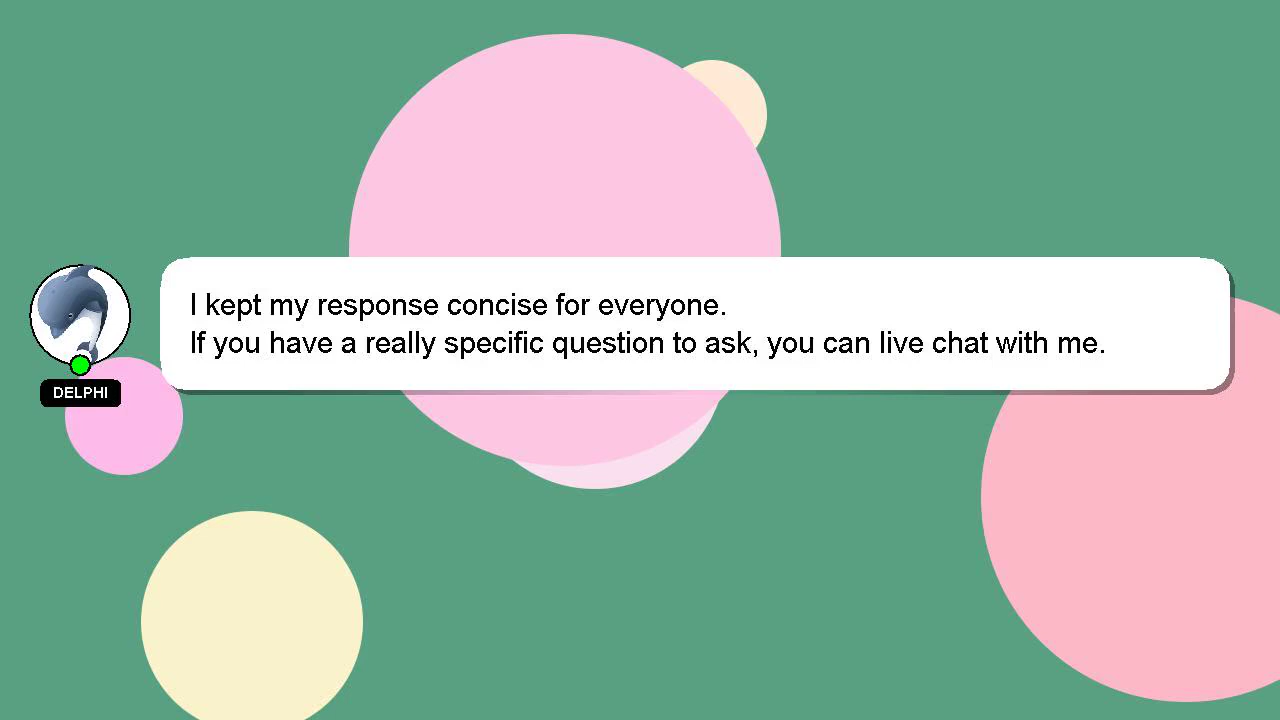 I kept my response concise for everyone.
If you have a really specific question to ask, you can live chat with me.
DELPHI